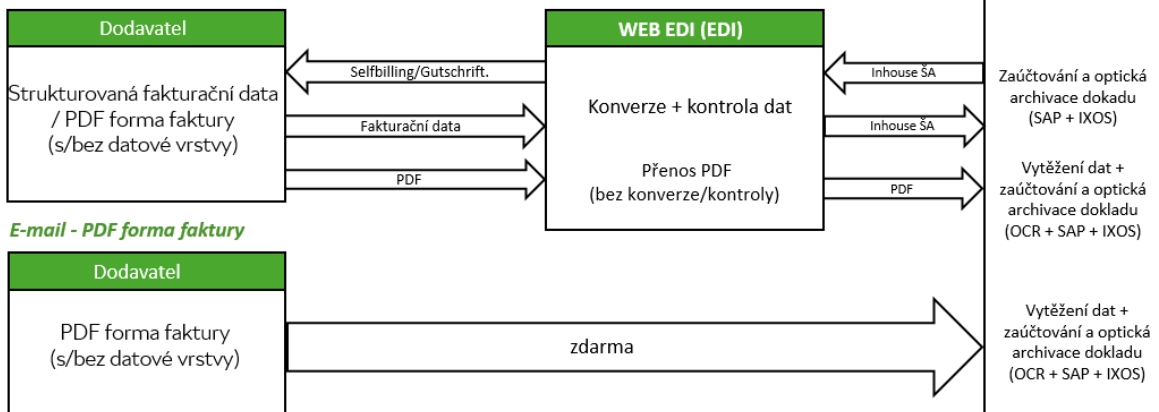 Dodavatel
Strukturovaná fakturační data
/ PDF forma faktury
(s/bez datové vrstvy)
Selfbilling/Gutschrift.
Fakturační data
PDF
WEB EDI (EDI)
Konverze + kontrola dat
Přenos PDF
(bez konverze/kontroly)
Inhouse ŠA
Inhouse ŠA
PDF
Zaúčtování a optická
archivace dokadu
(SAP + IXOS)
Vytěžení dat +
zaúčtování a optická
archivace dokladu
(OCR + SAP + IXOS)
E-mail - PDF forma faktury
Dodavatel
PDF forma faktury
(s/bez datové vrstvy)
zdarma
Vytěžení dat +
zaúčtování a optická
archivace dokladu
(OCR + SAP + IXOS)